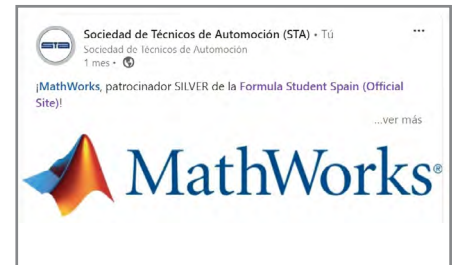 Sociedad de Técnicos de Automoción (STA) • Tú
Sociedad de Técnicos de Automoción
1 mes •
¡MathWorks, patrocinador SILVER de la Formula Student Spain (Official
Site)!
...ver más
MathWorks®